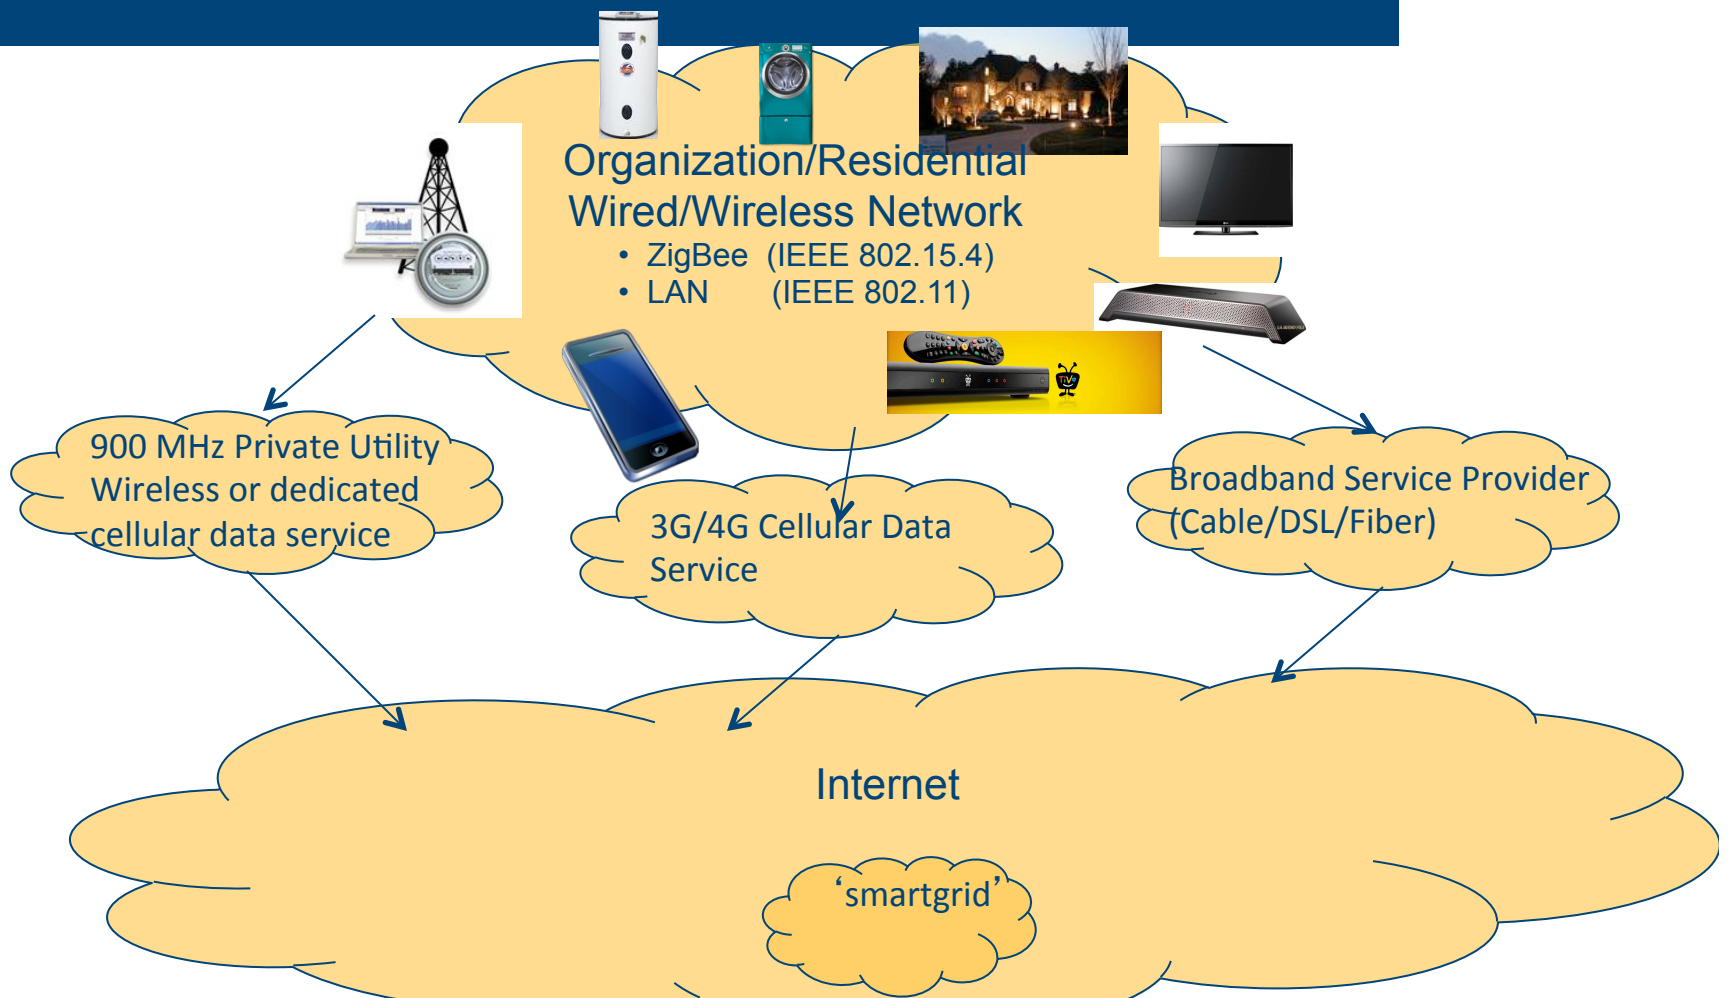 Organization/Residential
Wired/Wireless Network
• ZigBee (IEEE 802.15.4)
• LAN (IEEE 802.11)
TiVo
900 MHz Private Utility
Wireless or dedicated
cellular data service
3G/4G Cellular Data
Service
Broadband Service Provider
(Cable/DSL/Fiber)
Internet
‘smartgrid’